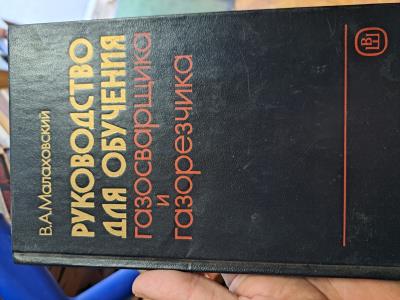 В.А.Малаховский
РУКОВОДСТВО
ДЛЯ ОБУЧЕНИЯ
газосварщика
и
газорезчика